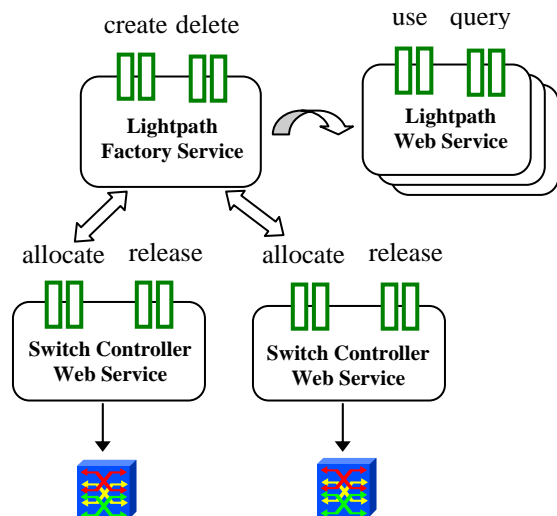 create delete
use query
Lightpath
Factory Service
Lightpath
Web Service
allocate release
allocate release
Switch Controller
Web Service
Switch Controller
Web Service